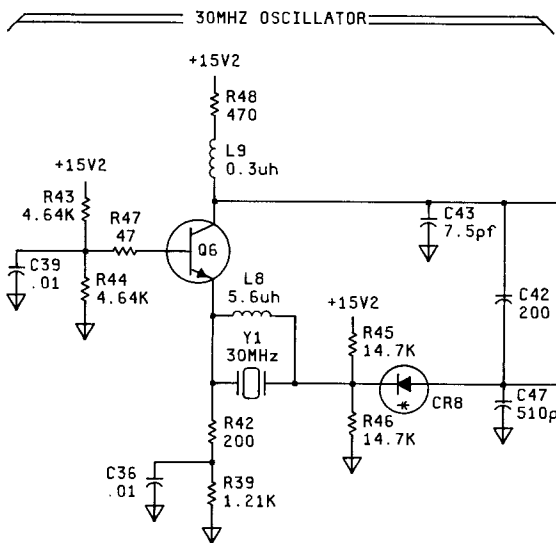 30MHZ OSCILLATOR
+15V2
R48
470
L9
0.3uh
+15V2
R43
4.64K
R47
47
Q6
C43
7.5pf
C39
.01
R44
4.64K
L8
5.6uh
+15V2
C42
200
Y1
30MHz
R45
14.7K
CR8
R42
200
R46
14.7K
C47
510p
C36
.01
R39
1.21K